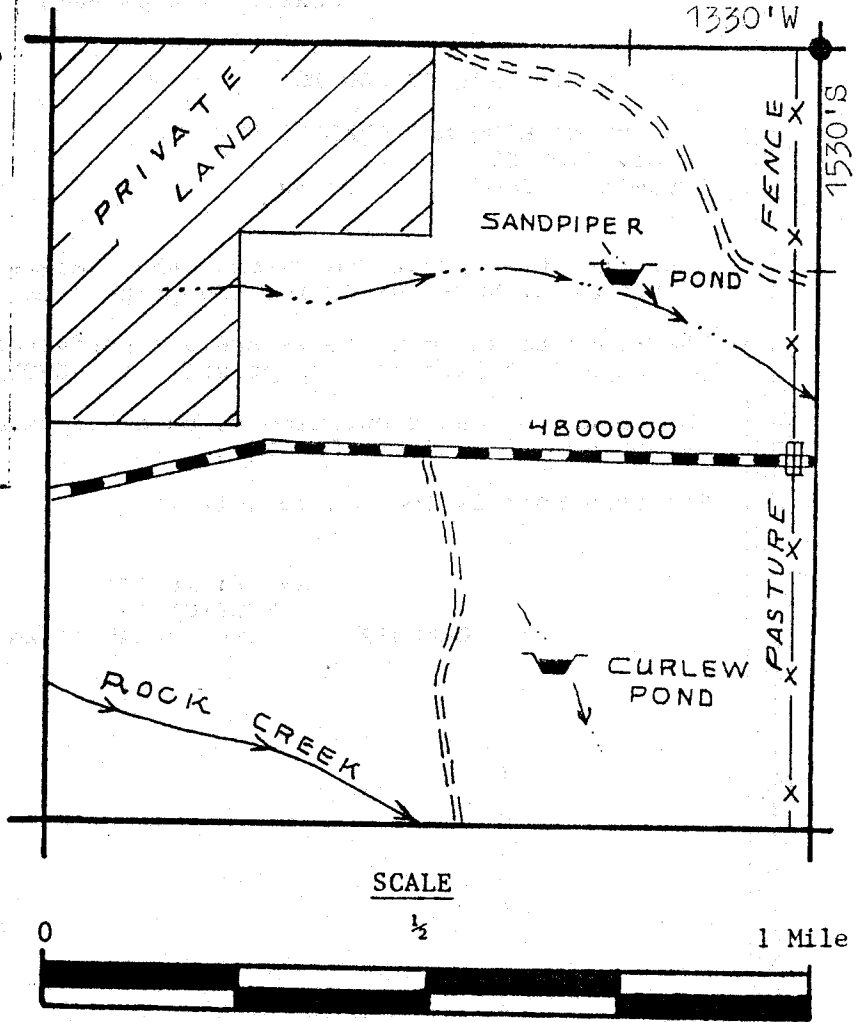 1330'W
1530'S
PRIVATE
LAND
FENCE
SANDPIPER
POND
4800000
PASTURE
CURLEW
POND
ROCK CREEK
SCALE
0 ½ 1 Mile